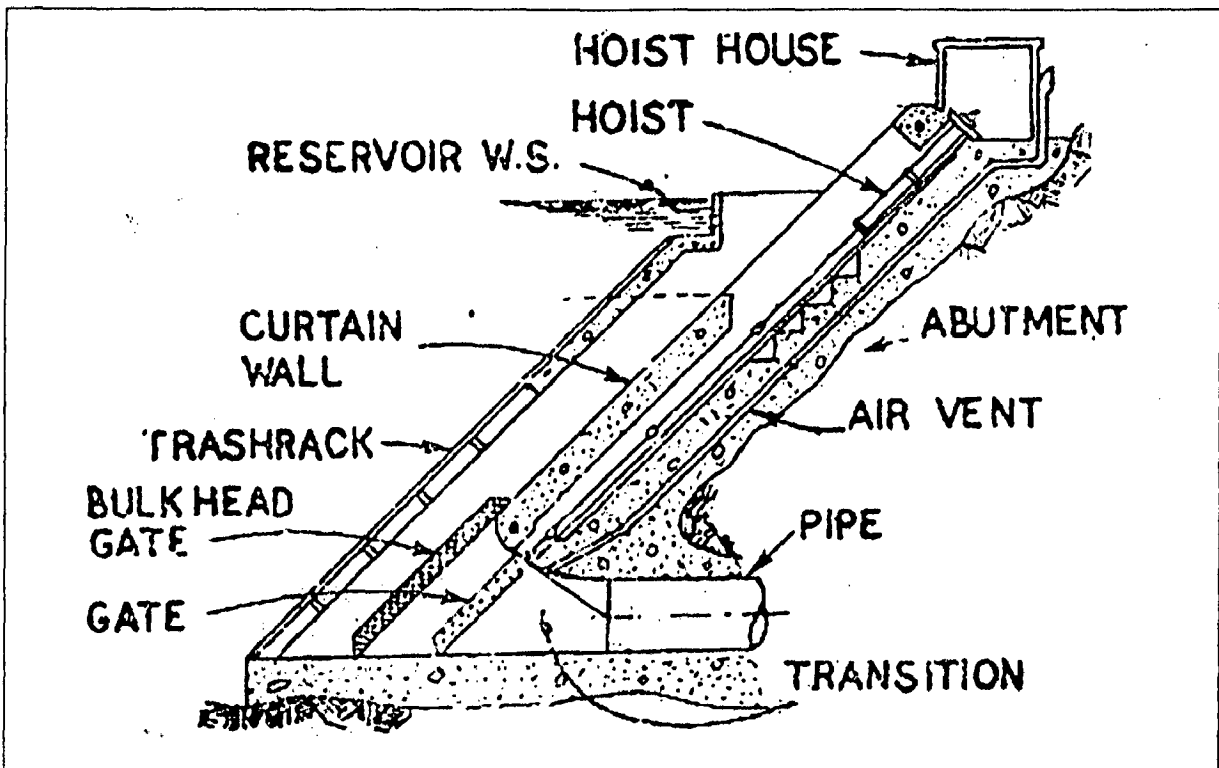 HOIST HOUSE
HOIST
RESERVOIR W.S.
CURTAIN
WALL
ABUTMENT
AIR VENT
TRASHRACK
BULK HEAD
GATE
PIPE
GATE
TRANSITION